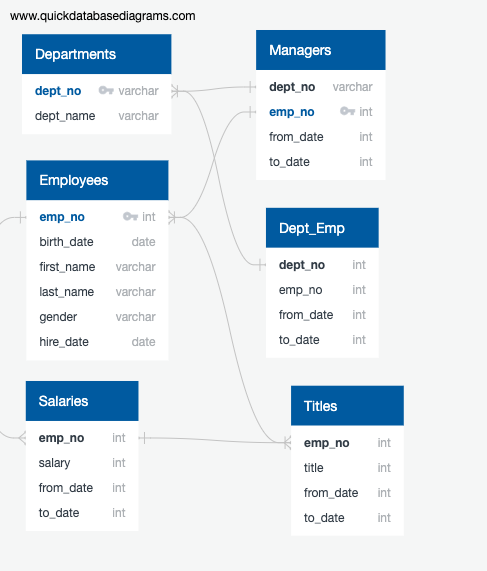 www.quickdatabasediagrams.com
Departments
dept_no varchar
dept_name varchar
Managers
dept_no varchar
emp_no int
from_date int
to_date int
Employees
emp_no int
birth_date date
first_name varchar
last_name varchar
gender varchar
hire_date date
Dept_Emp
dept_no int
emp_no int
from_date int
to_date int
Salaries
emp_no int
salary int
from_date int
to_date int
Titles
emp_no int
title int
from_date int
to_date int